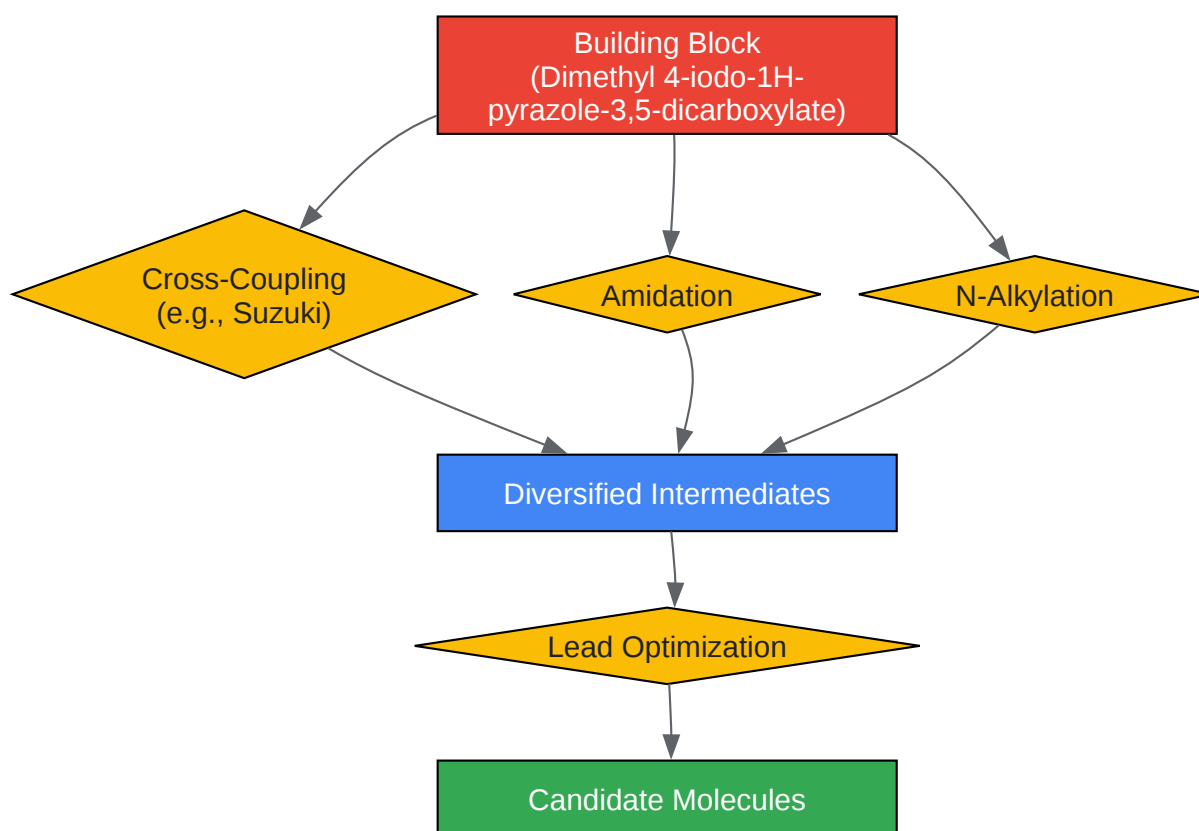 Building Block
(Dimethyl 4-iodo-1H-
pyrazole-3,5-dicarboxylate)
Cross-Coupling
(e.g., Suzuki)
Amidation
N-Alkylation
Diversified Intermediates
Lead Optimization
Candidate Molecules